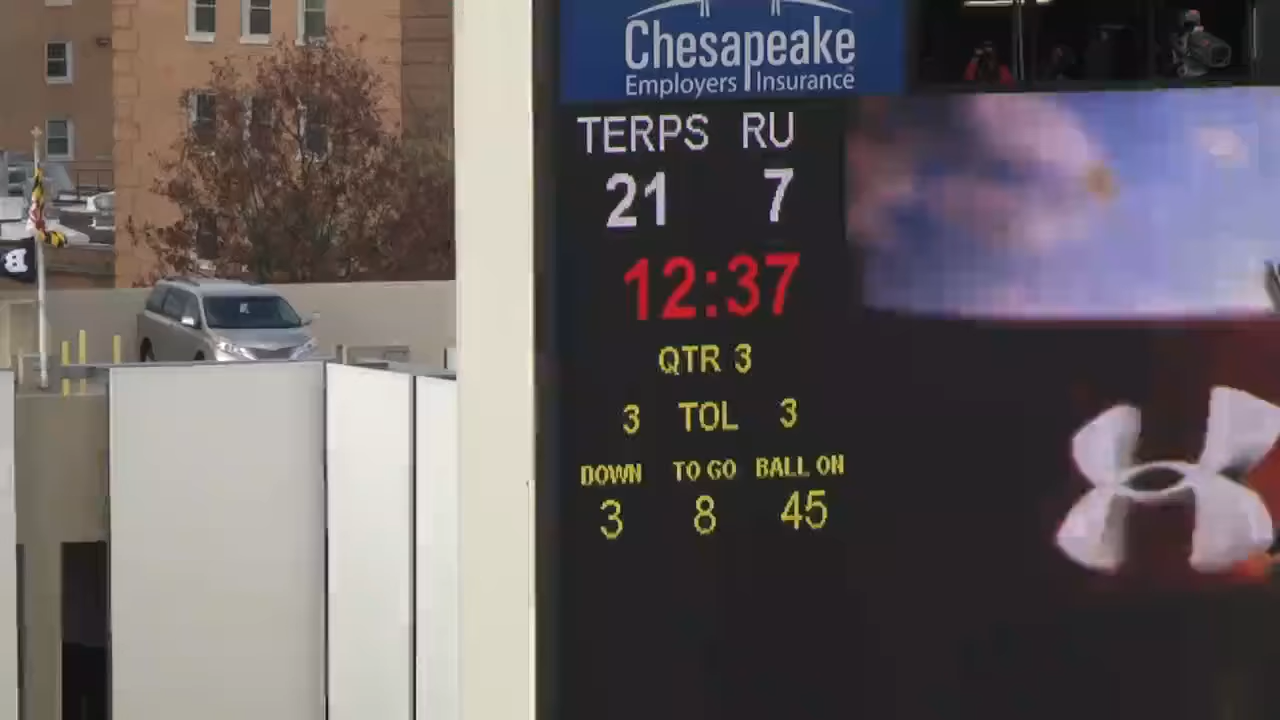 Chesapeake
Employers Insurance
TERPS RU
21 7
12:37
QTR 3
3 TOL 3
DOWN TO GO BALL ON
3 8 45
B